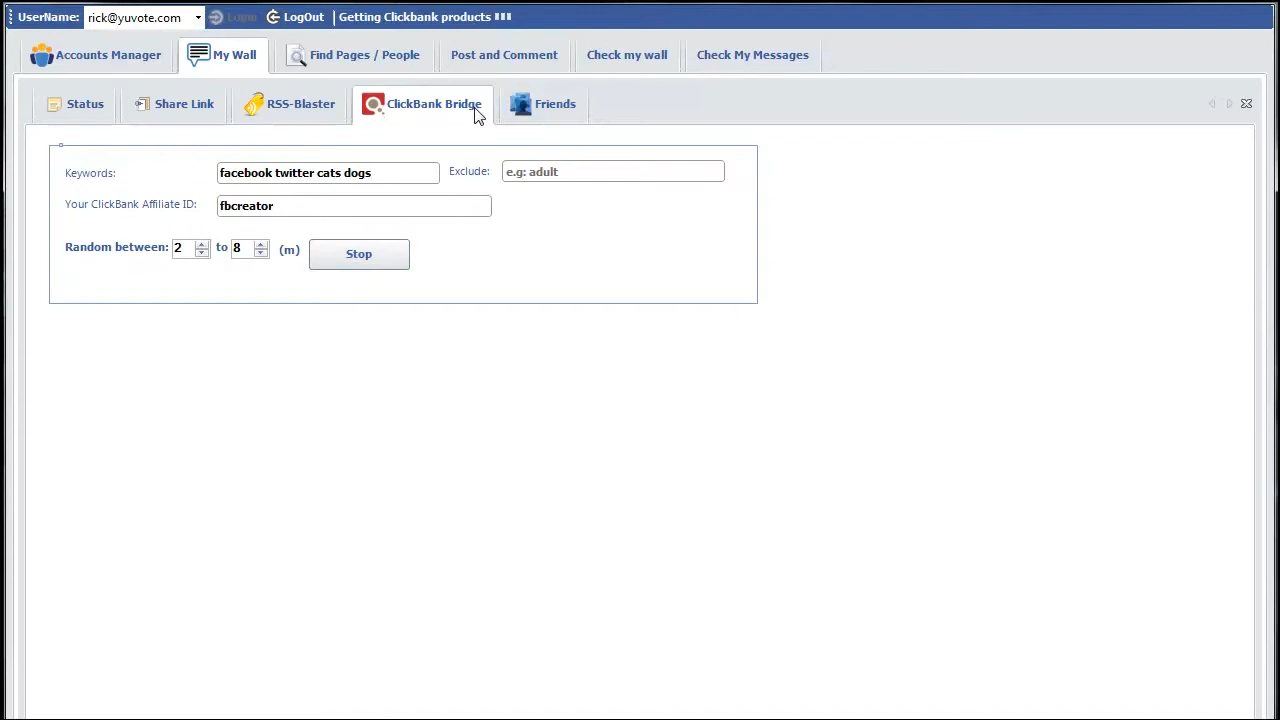 UserName: rick@yuvote.com Login LogOut Getting Clickbank products
Accounts Manager My Wall Find Pages / People Post and Comment Check my wall Check My Messages
Status Share Link RSS-Blaster ClickBank Bridge Friends
Keywords: facebook twitter cats dogs Exclude: e.g: adult
Your ClickBank Affiliate ID: fbcreator
Random between: 2 to 8 (m) Stop